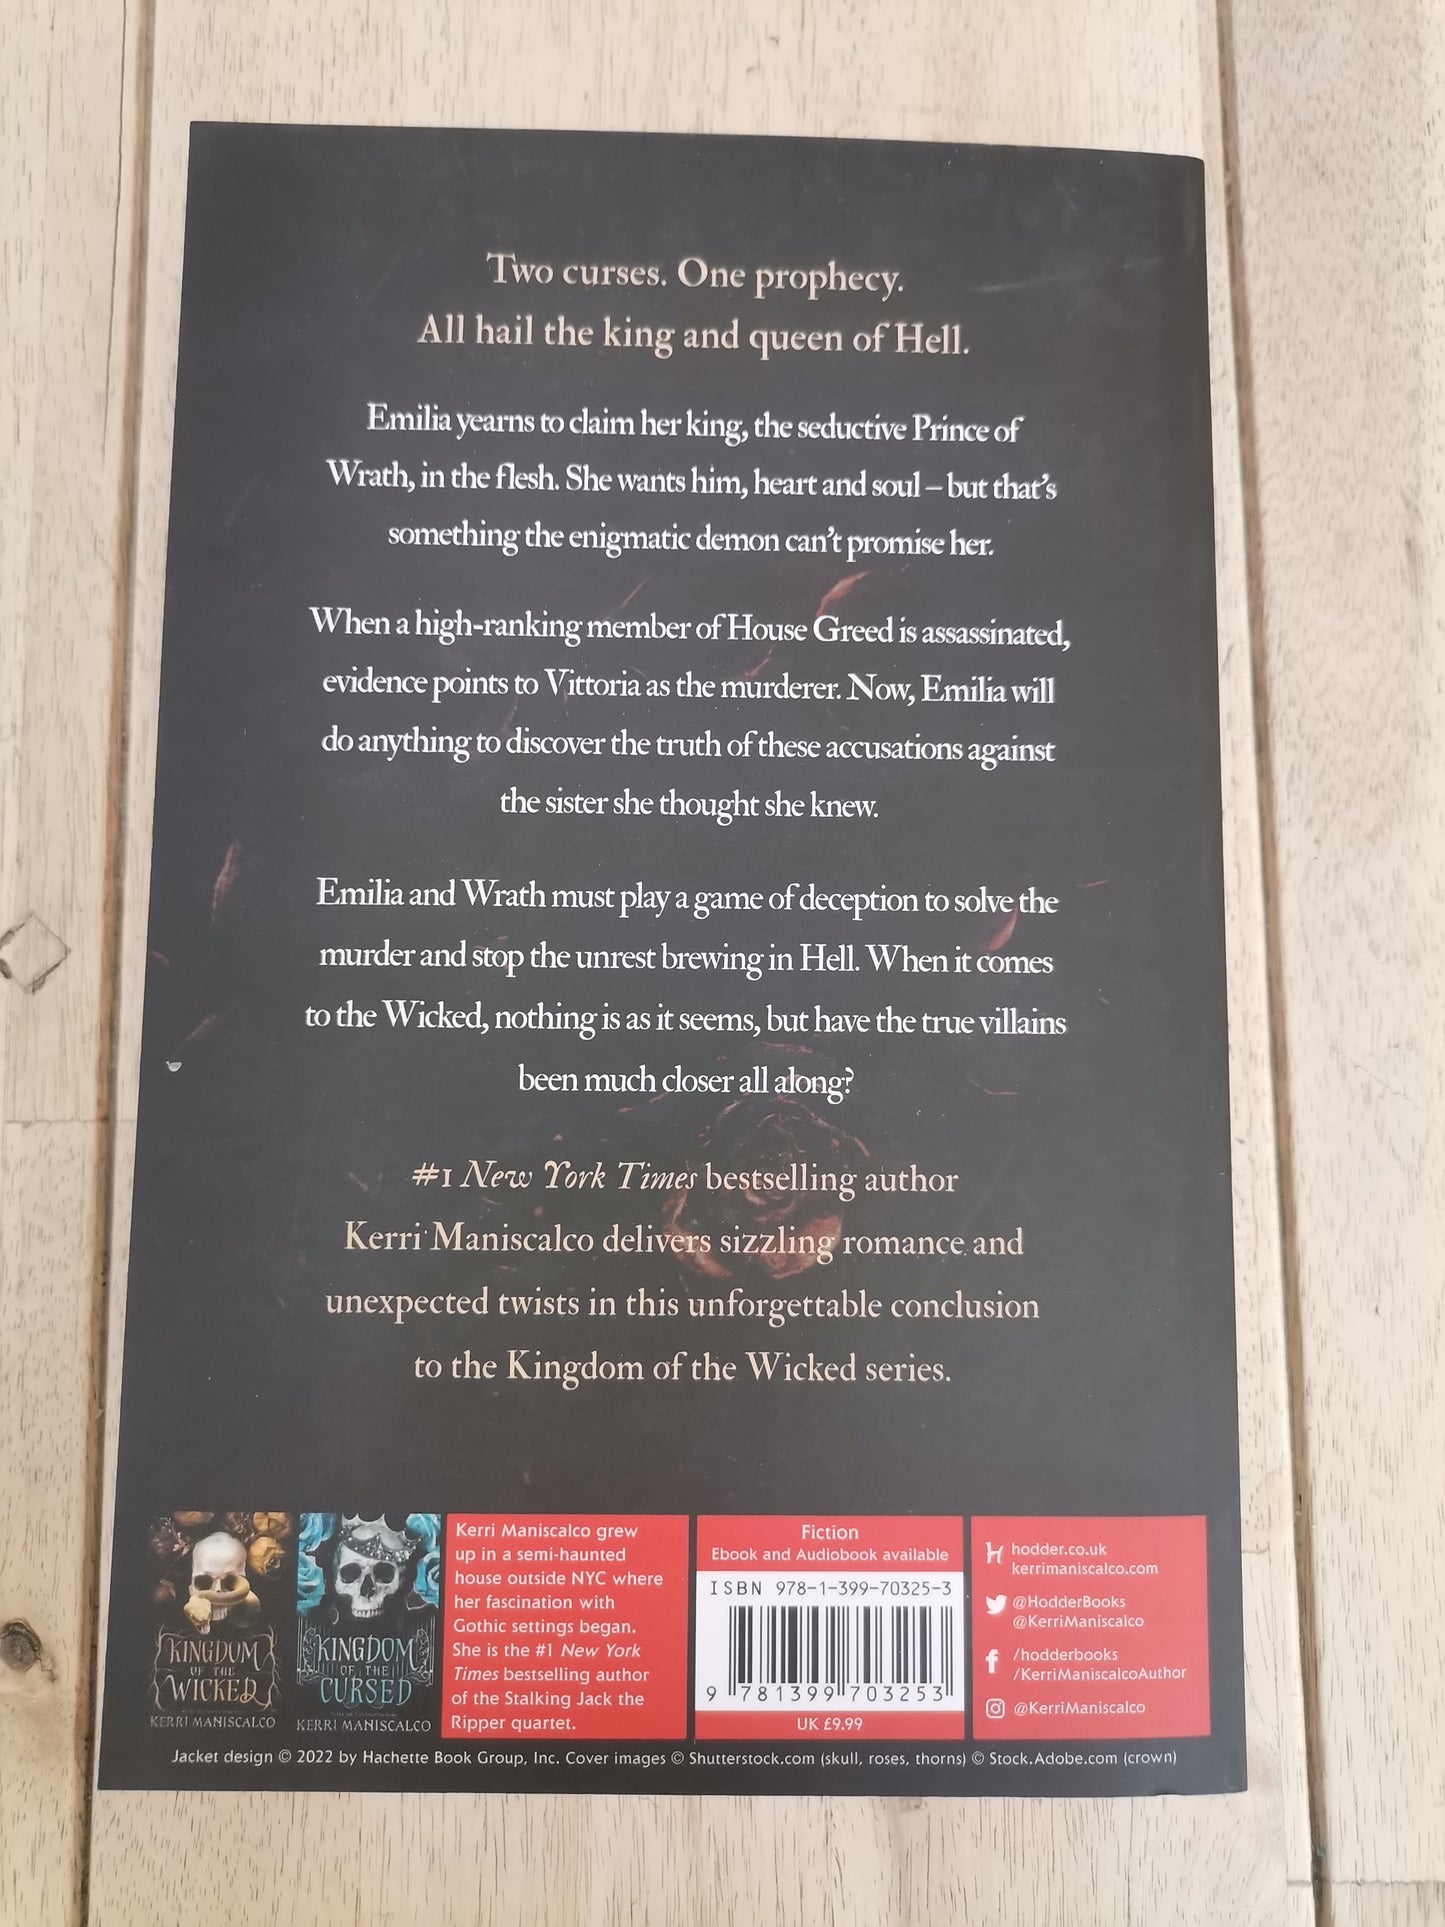 Two curses. One prophecy.
All hail the king and queen of Hell.
Emilia yearns to claim her king, the seductive Prince of
Wrath, in the flesh. She wants him, heart and soul – but that's
something the enigmatic demon can't promise her.
When a high-ranking member of House Greed is assassinated,
evidence points to Vittoria as the murderer. Now, Emilia will
do anything to discover the truth of these accusations against
the sister she thought she knew.
Emilia and Wrath must play a game of deception to solve the
murder and stop the unrest brewing in Hell. When it comes
to the Wicked, nothing is as it seems, but have the true villains
been much closer all along?
#1 New York Times bestselling author
Kerri Maniscalco delivers sizzling romance and
unexpected twists in this unforgettable conclusion
to the Kingdom of the Wicked series.
KINGDOM
OF THE
WICKED
KERRI MANISCALCO
KINGDOM
OF THE
CURSED
KERRI MANISCALCO
Kerri Maniscalco grew
up in a semi-haunted
house outside NYC where
her fascination with
Gothic settings began.
She is the #1 New York
Times bestselling author
of the Stalking Jack the
Ripper quartet.
Fiction
Ebook and Audiobook available
ISBN 978-1-399-70325-3
9 781399 703253
UK £9.99
hodder.co.uk
kerrimaniscalco.com
@HodderBooks
@KerriManiscalco
/hodderbooks
/KerriManiscalcoAuthor
@KerriManiscalco
Jacket design © 2022 by Hachette Book Group, Inc. Cover images © Shutterstock.com (skull, roses, thorns) © Stock.Adobe.com (crown)